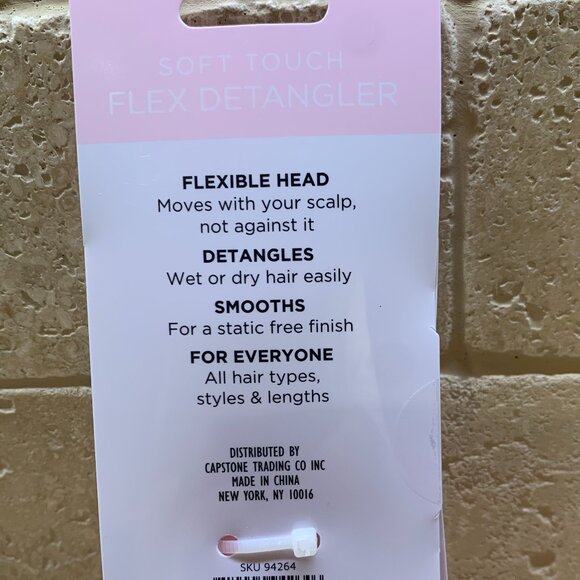 SOFT TOUCH
FLEX DETANGLER
FLEXIBLE HEAD
Moves with your scalp,
not against it
DETANGLES
Wet or dry hair easily
SMOOTHS
For a static free finish
FOR EVERYONE
All hair types,
styles & lengths
DISTRIBUTED BY
CAPSTONE TRADING CO INC
MADE IN CHINA
NEW YORK, NY 10016
SKU 94264